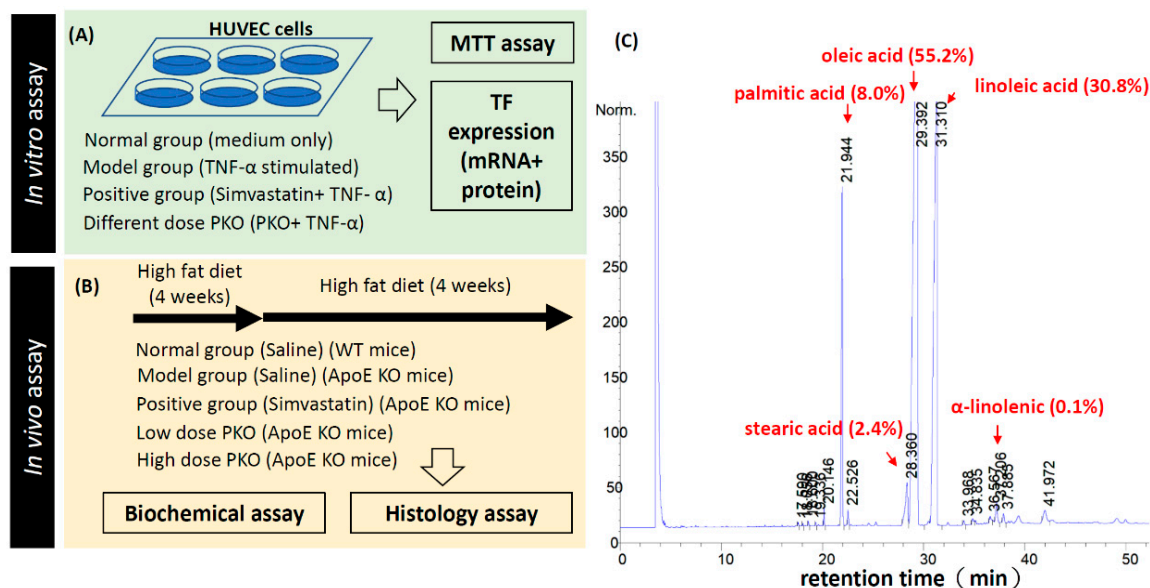 In vitro assay
(A)
HUVEC cells
Normal group (medium only)
Model group (TNF-α stimulated)
Positive group (Simvastatin+ TNF- α)
Different dose PKO (PKO+ TNF-α)
MTT assay
TF
expression
(mRNA+
protein)
In vivo assay
(B)
High fat diet
(4 weeks)
High fat diet (4 weeks)
Normal group (Saline) (WT mice)
Model group (Saline) (ApoE KO mice)
Positive group (Simvastatin) (ApoE KO mice)
Low dose PKO (ApoE KO mice)
High dose PKO (ApoE KO mice)
Biochemical assay
Histology assay
(C)
oleic acid (55.2%)
palmitic acid (8.0%)
linoleic acid (30.8%)
Norm.
350
300
250
200
150
100
50
0
stearic acid (2.4%)
α-linolenic (0.1%)
20.146
21.944
22.526
28.360
29.392
31.310
33.968
34.835
36.567
37.885
41.972
0
10
20
30
40
50
retention time ( min)